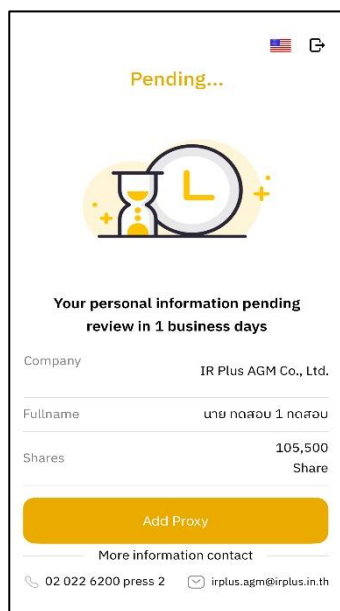 Pending...
Your personal information pending
review in 1 business days
Company
IR Plus AGM Co., Ltd.
Fullname นาย ทดสอบ 1 ทดสอบ
Shares 105,500
Share
Add Proxy
More information contact
02 022 6200 press 2 irplus.agm@irplus.in.th